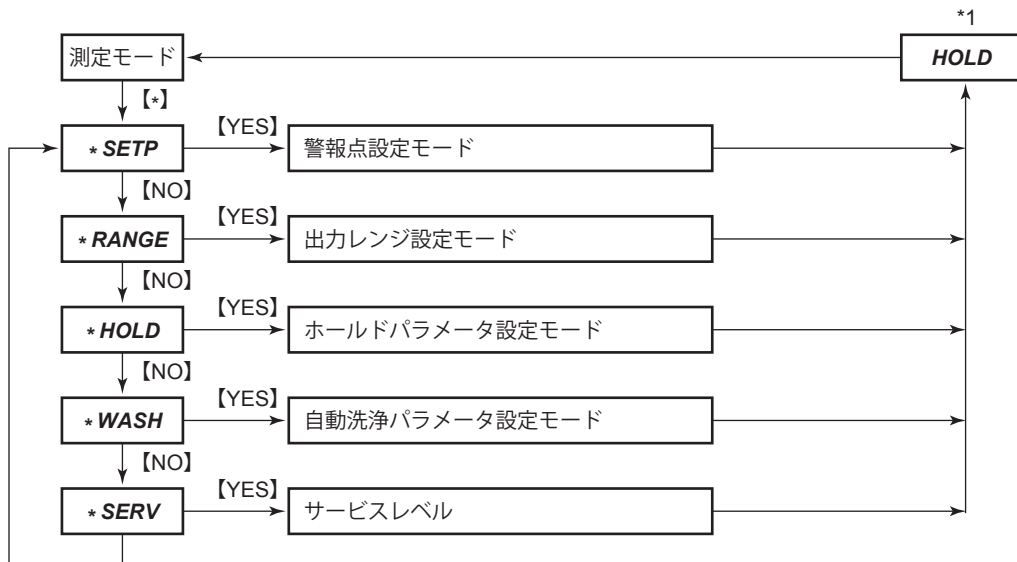 *1
測定モード
HOLD
【*】
* SETP
【YES】
警報点設定モード
【NO】
* RANGE
【YES】
出力レンジ設定モード
【NO】
* HOLD
【YES】
ホールドパラメータ設定モード
【NO】
* WASH
【YES】
自動洗浄パラメータ設定モード
【NO】
* SERV
【YES】
サービスレベル